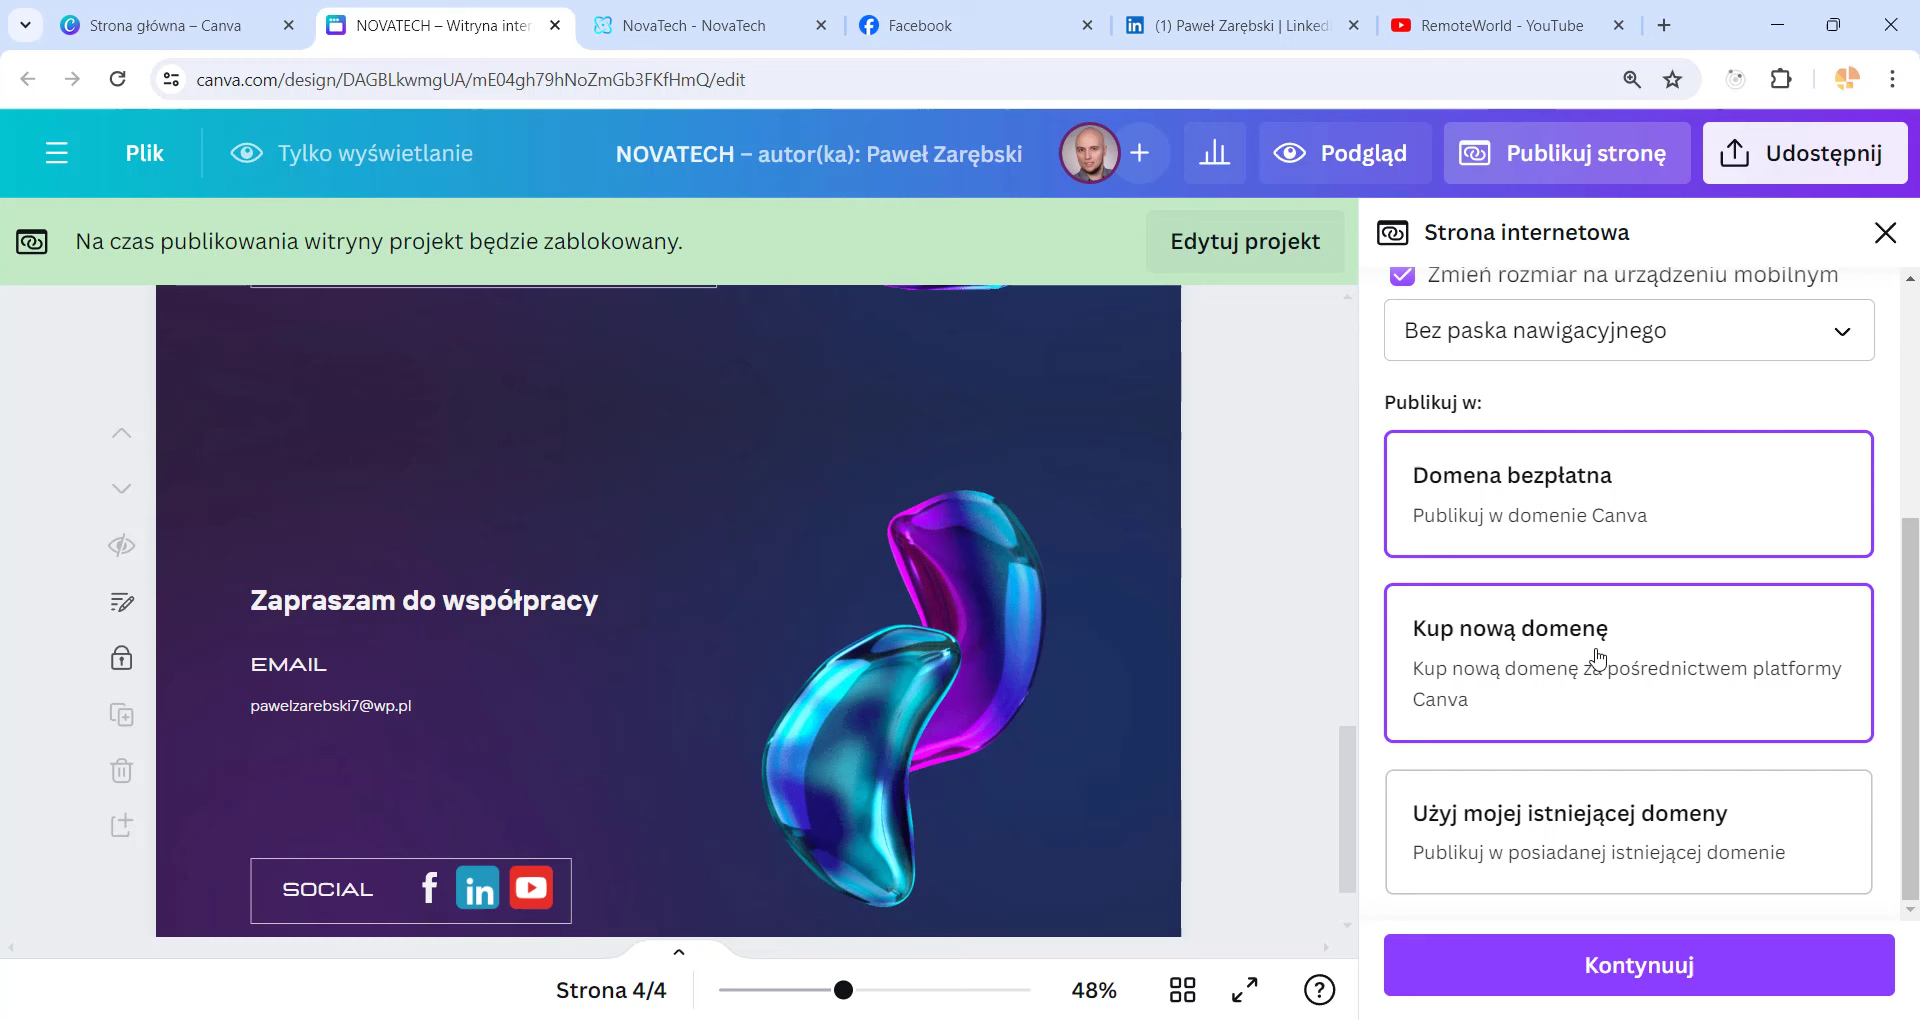 Strona główna – Canva
NOVATECH – Witryna inter
NovaTech - NovaTech
Facebook
(1) Paweł Zarębski | Linked
RemoteWorld - YouTube
canva.com/design/DAGBLkwmgUA/mE04gh79hNoZmGb3FKfHmQ/edit
Plik
Tylko wyświetlanie
NOVATECH – autor(ka): Paweł Zarębski
Podgląd
Publikuj stronę
Udostępnij
Na czas publikowania witryny projekt będzie zablokowany.
Edytuj projekt
Strona internetowa
Zmień rozmiar na urządzeniu mobilnym
Bez paska nawigacyjnego
Publikuj w:
Domena bezpłatna
Publikuj w domenie Canva
Kup nową domenę
Kup nową domenę za pośrednictwem platformy
Canva
Użyj mojej istniejącej domeny
Publikuj w posiadanej istniejącej domenie
Kontynuuj
Zapraszam do współpracy
EMAIL
pawelzarebski7@wp.pl
SOCIAL
f
in
Strona 4/4
48%
?